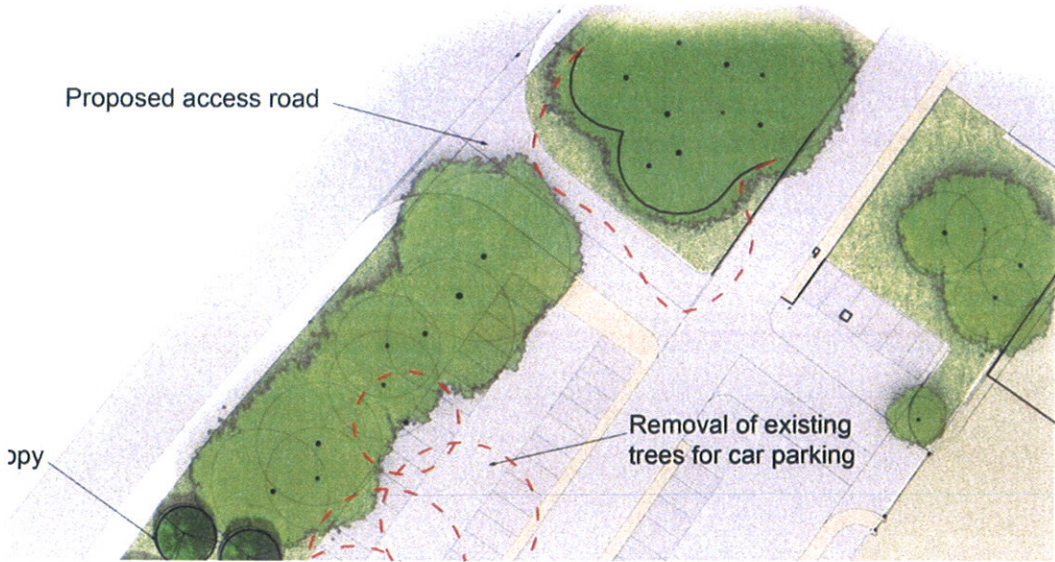 Proposed access road
Removal of existing
trees for car parking
opy